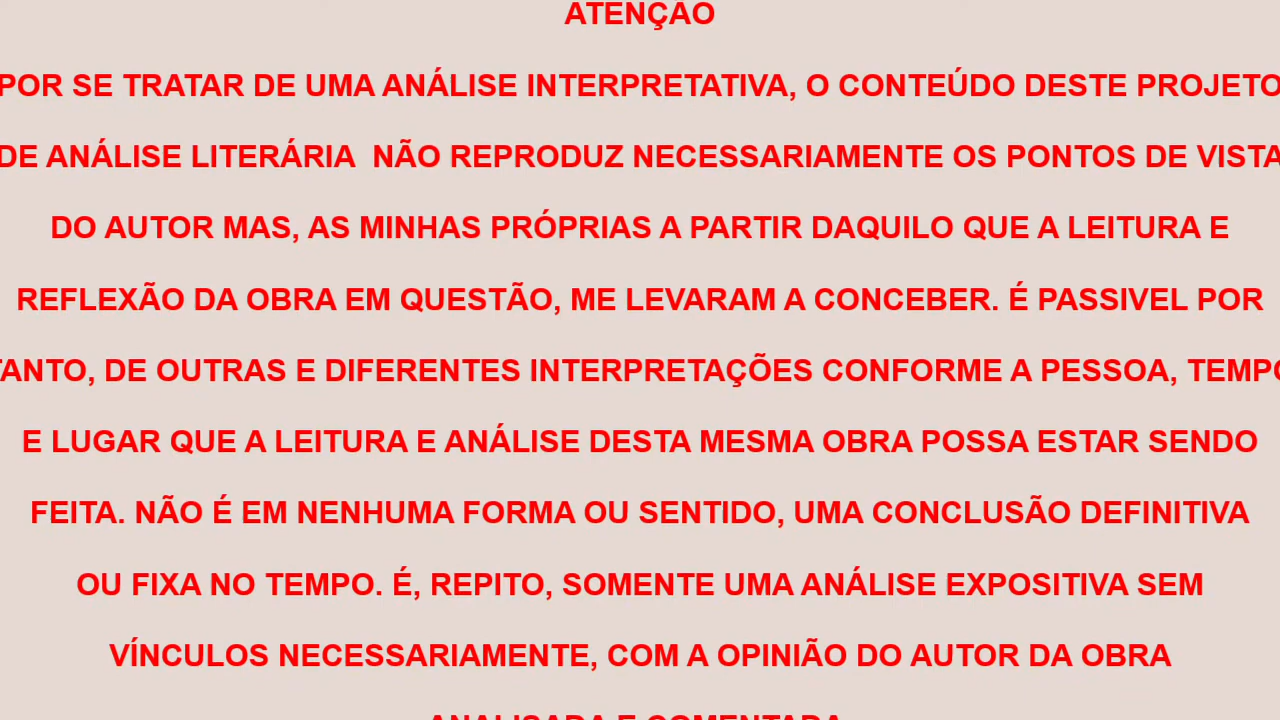 ATENÇÃO
POR SE TRATAR DE UMA ANÁLISE INTERPRETATIVA, O CONTEÚDO DESTE PROJETO
DE ANÁLISE LITERÁRIA NÃO REPRODUZ NECESSARIAMENTE OS PONTOS DE VISTA
DO AUTOR MAS, AS MINHAS PRÓPRIAS A PARTIR DAQUILO QUE A LEITURA E
REFLEXÃO DA OBRA EM QUESTÃO, ME LEVARAM A CONCEBER. É PASSIVEL POR
TANTO, DE OUTRAS E DIFERENTES INTERPRETAÇÕES CONFORME A PESSOA, TEMPO
E LUGAR QUE A LEITURA E ANÁLISE DESTA MESMA OBRA POSSA ESTAR SENDO
FEITA. NÃO É EM NENHUMA FORMA OU SENTIDO, UMA CONCLUSÃO DEFINITIVA
OU FIXA NO TEMPO. É, REPITO, SOMENTE UMA ANÁLISE EXPOSITIVA SEM
VÍNCULOS NECESSARIAMENTE, COM A OPINIÃO DO AUTOR DA OBRA
ANALISADA E COMENTADA